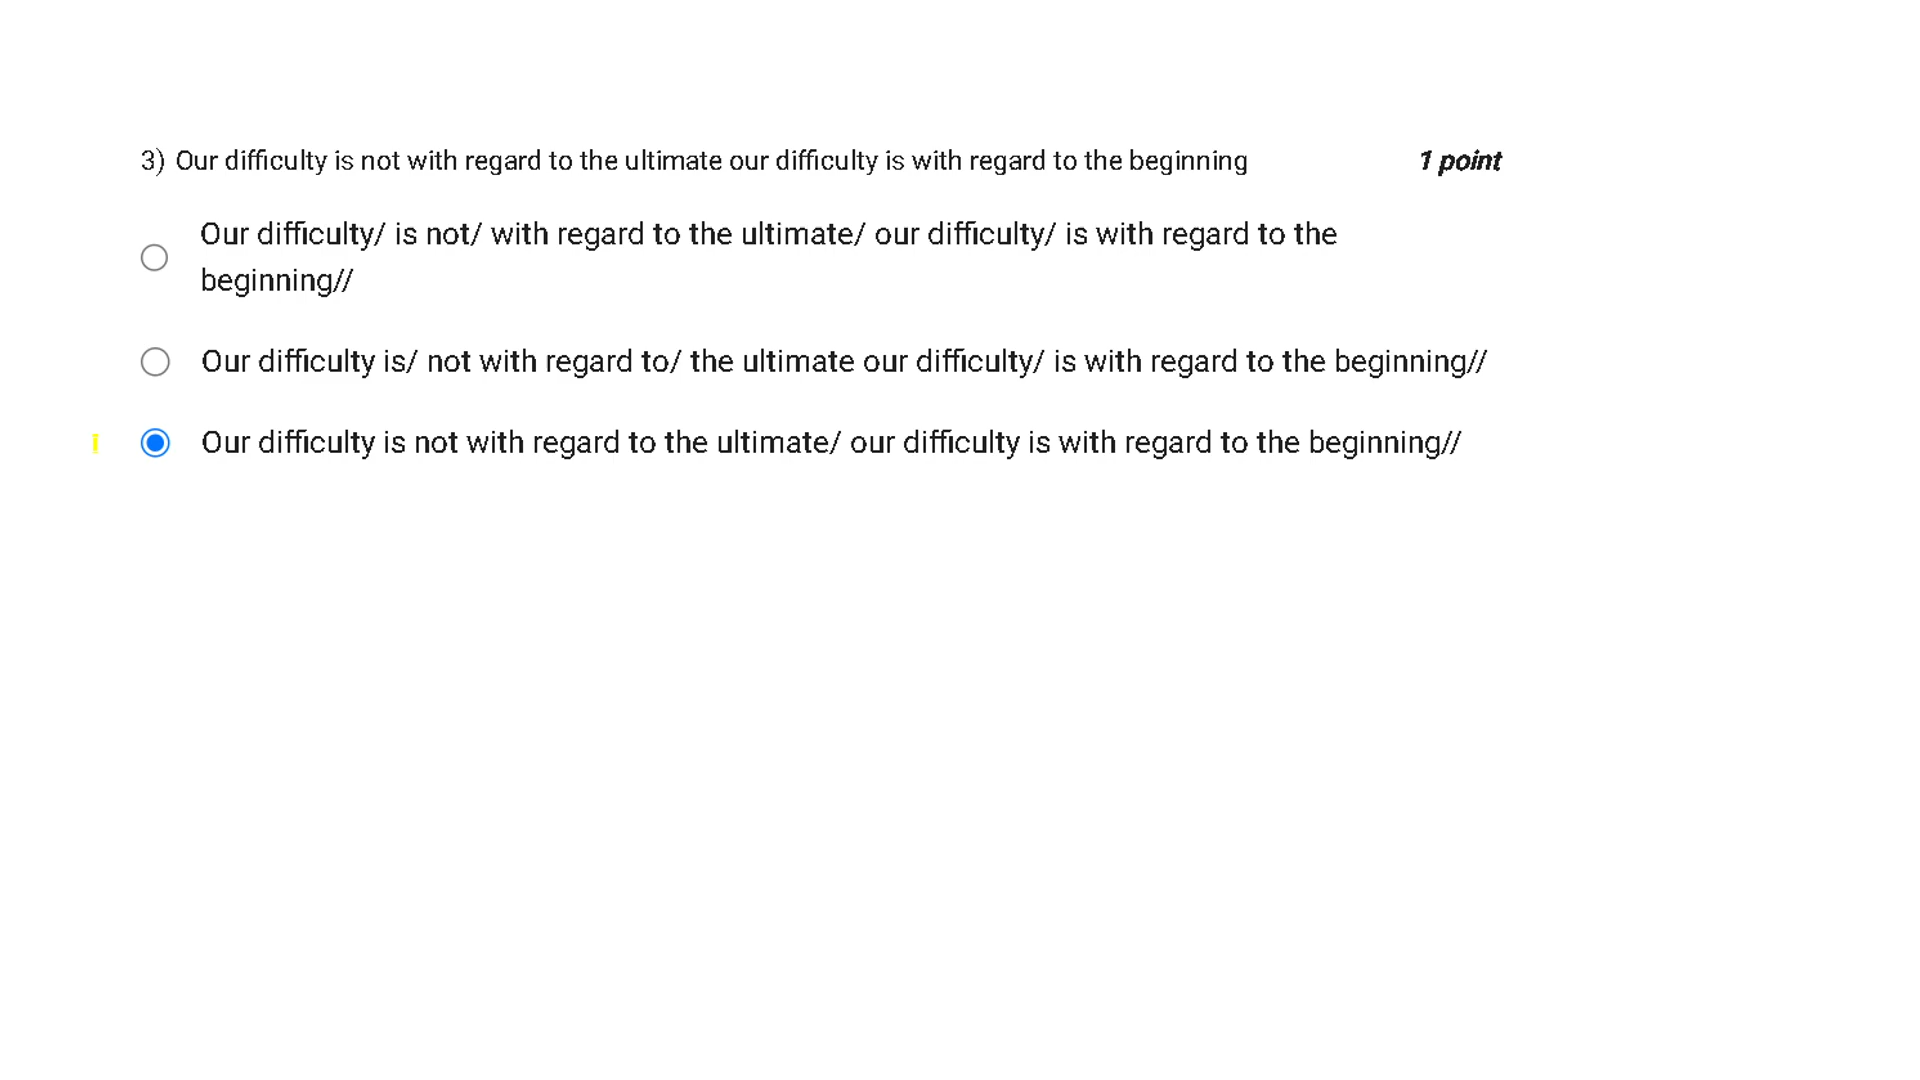 3) Our difficulty is not with regard to the ultimate our difficulty is with regard to the beginning 1 point
Our difficulty/ is not/ with regard to the ultimate/ our difficulty/ is with regard to the
beginning//
Our difficulty is/ not with regard to/ the ultimate our difficulty/ is with regard to the beginning//
Our difficulty is not with regard to the ultimate/ our difficulty is with regard to the beginning//